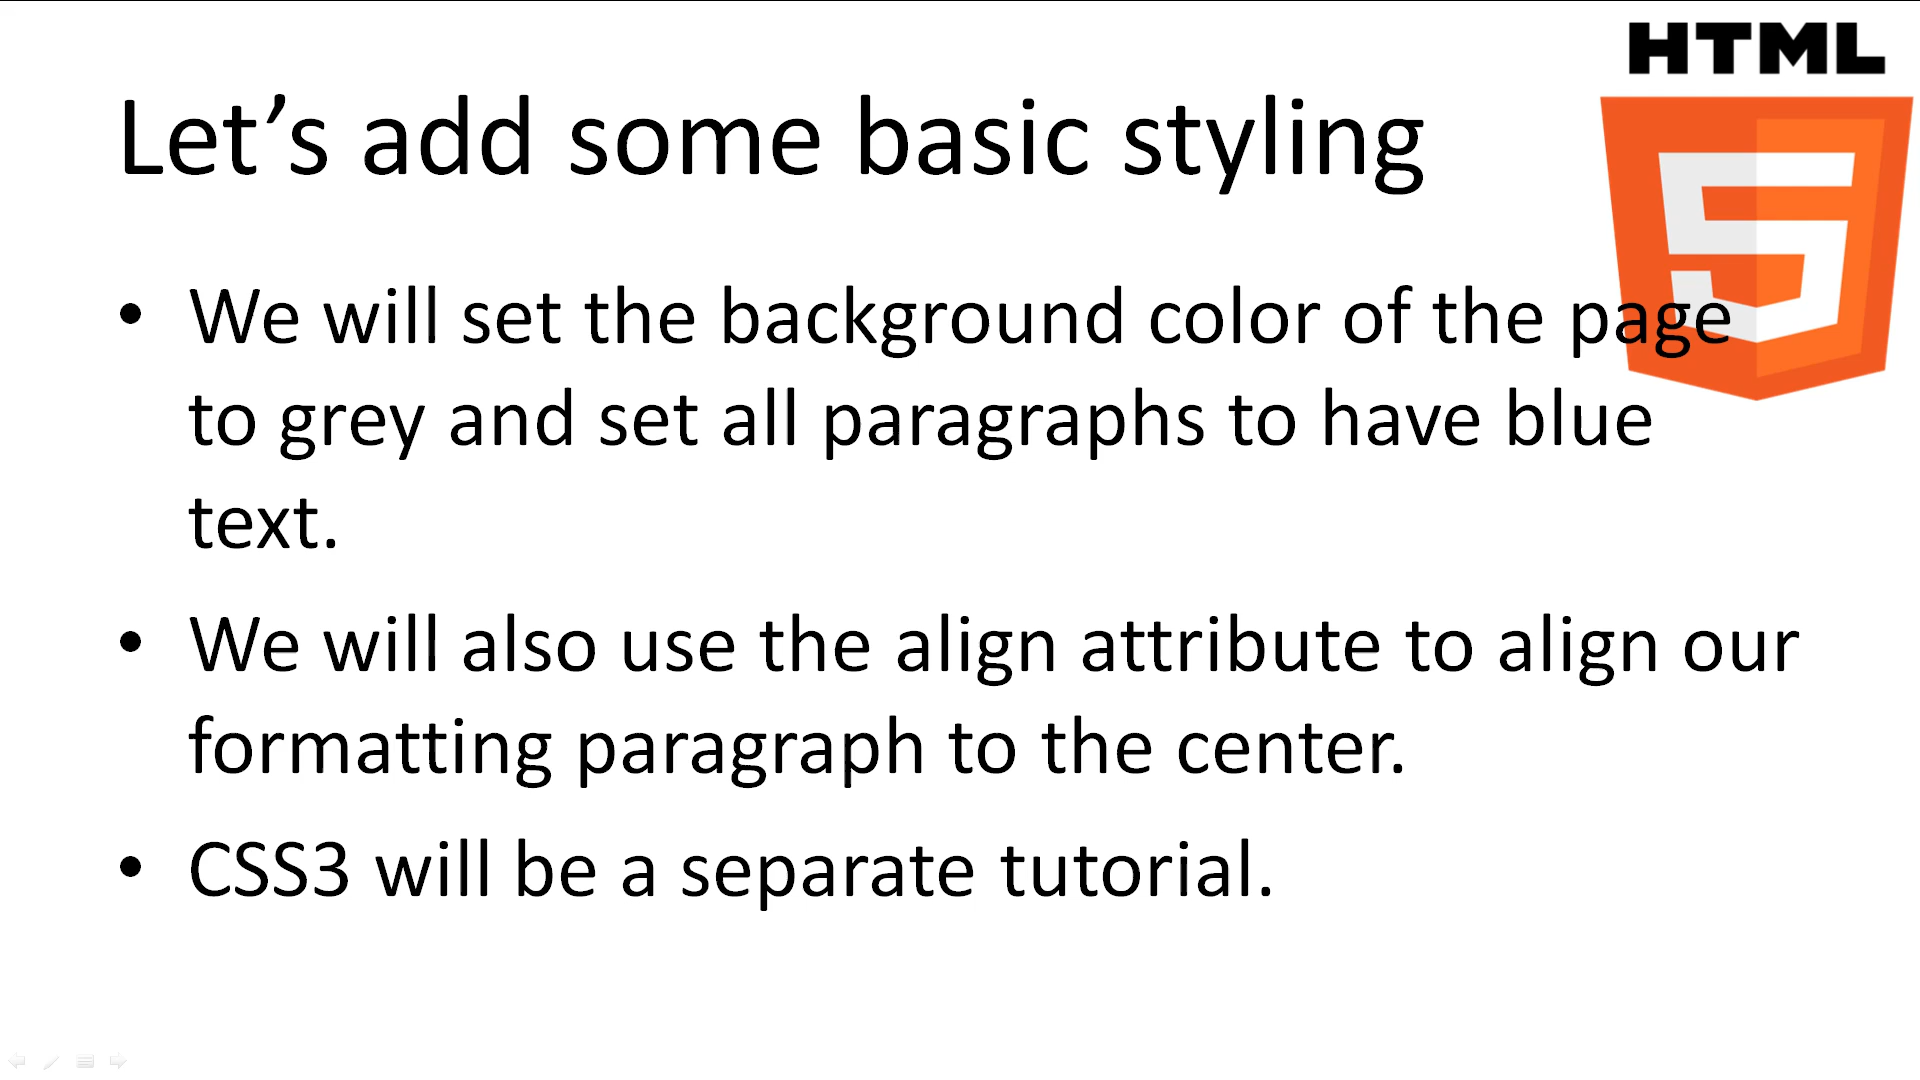 HTML
5
Let’s add some basic styling
• We will set the background color of the page
to grey and set all paragraphs to have blue
text.
• We will also use the align attribute to align our
formatting paragraph to the center.
• CSS3 will be a separate tutorial.